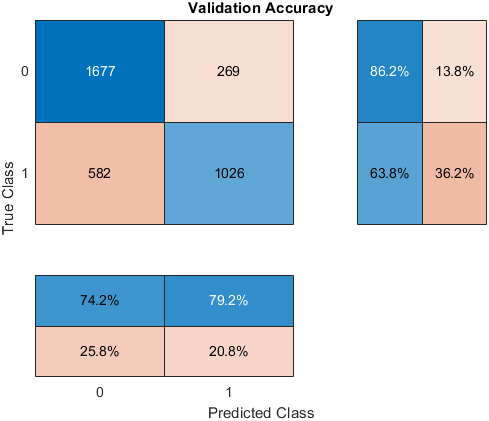 Validation Accuracy
0 1677 269 86.2% 13.8%
1 582 1026 63.8% 36.2%
True Class
74.2% 79.2%
25.8% 20.8%
0 1
Predicted Class